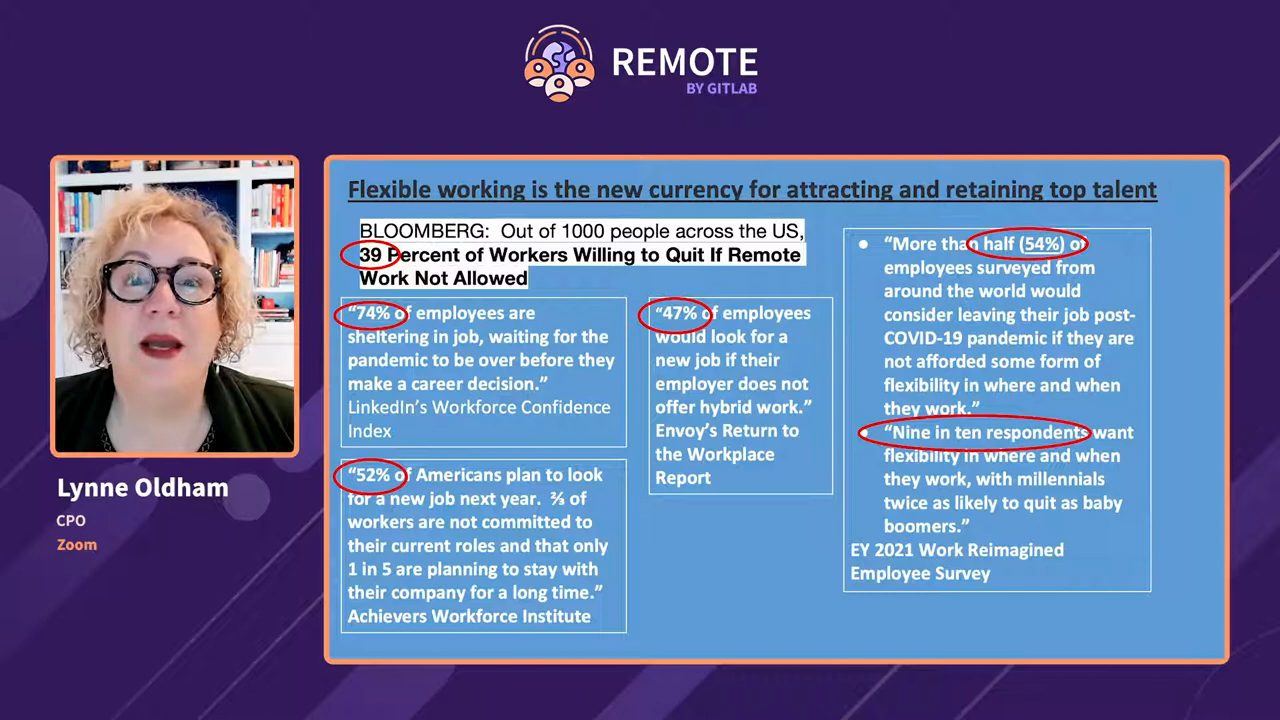 REMOTE
BY GITLAB
Lynne Oldham
CPO
Zoom
Flexible working is the new currency for attracting and retaining top talent
BLOOMBERG: Out of 1000 people across the US,
39 Percent of Workers Willing to Quit If Remote
Work Not Allowed
“74% of employees are
sheltering in job, waiting for the
pandemic to be over before they
make a career decision.”
LinkedIn’s Workforce Confidence
Index
“52% of Americans plan to look
for a new job next year. ⅔ of
workers are not committed to
their current roles and that only
1 in 5 are planning to stay with
their company for a long time.”
Achievers Workforce Institute
“47% of employees
would look for a
new job if their
employer does not
offer hybrid work.”
Envoy’s Return to
the Workplace
Report
● “More than half (54%) of
employees surveyed from
around the world would
consider leaving their job post-
COVID-19 pandemic if they are
not afforded some form of
flexibility in where and when
they work.”
● “Nine in ten respondents want
flexibility in where and when
they work, with millennials
twice as likely to quit as baby
boomers.”
EY 2021 Work Reimagined
Employee Survey